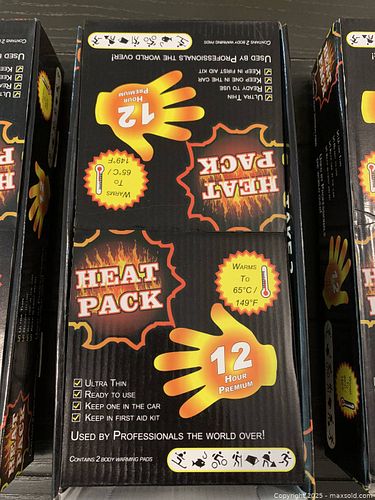 CONTAINS 2 BODY WARMING PADS
USED BY PROFESSIONALS THE WORLD OVER!
KEEP IN FIRST AID KIT
KEEP ONE IN THE CAR
READY TO USE
ULTRA THIN
12
HOUR
PREMIUM
WARMS
TO
65°C /
149°F
HEAT
PACK
HEAT
PACK
WARMS
TO
65°C /
149°F
12
HOUR
PREMIUM
ULTRA THIN
READY TO USE
KEEP ONE IN THE CAR
KEEP IN FIRST AID KIT
USED BY PROFESSIONALS THE WORLD OVER!
CONTAINS 2 BODY WARMING PADS
Copyright 2025 - maxsold.com